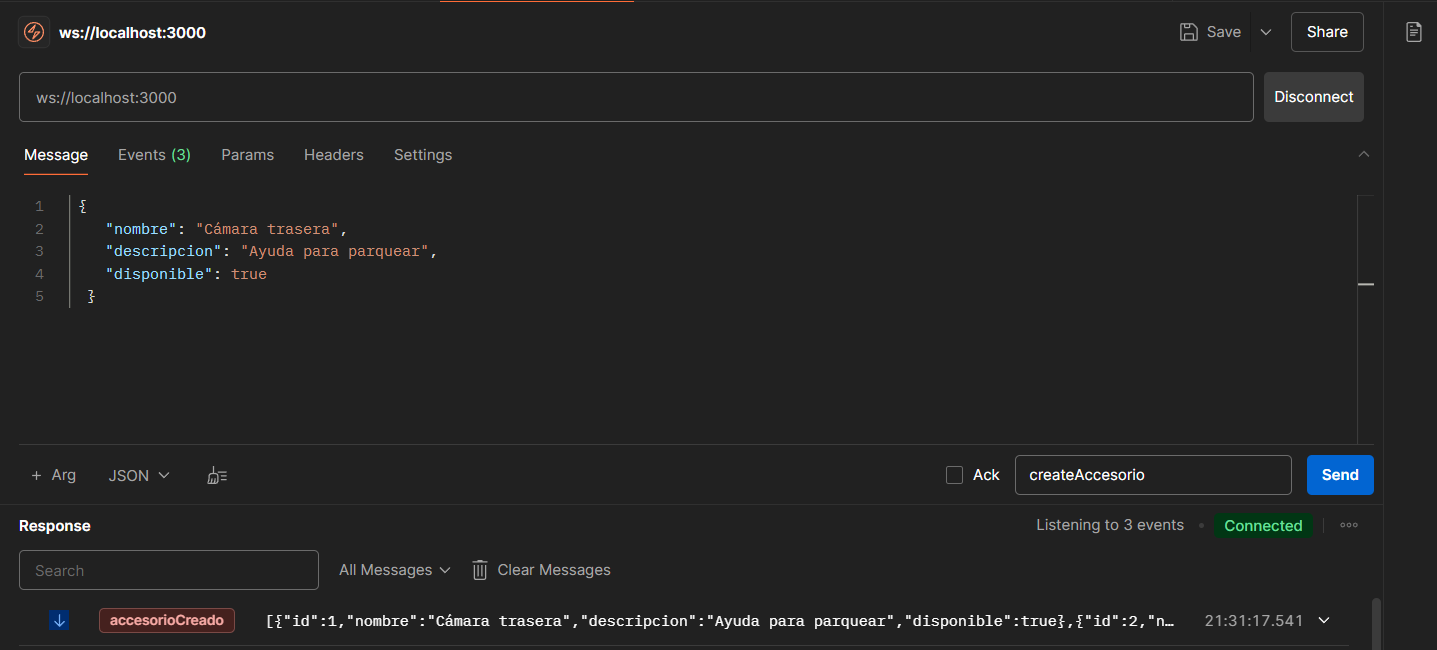 ws://localhost:3000
Save
Share
ws://localhost:3000
Disconnect
Message Events (3) Params Headers Settings
1 {
2 "nombre": "Cámara trasera",
3 "descripcion": "Ayuda para parquear",
4 "disponible": true
5 }
+ Arg JSON
Ack createAccesorio Send
Response
Listening to 3 events • Connected
Search
All Messages
Clear Messages
accesorioCreado [{"id":1,"nombre":"Cámara trasera","descripcion":"Ayuda para parquear","disponible":true},{"id":2,"n… 21:31:17.541